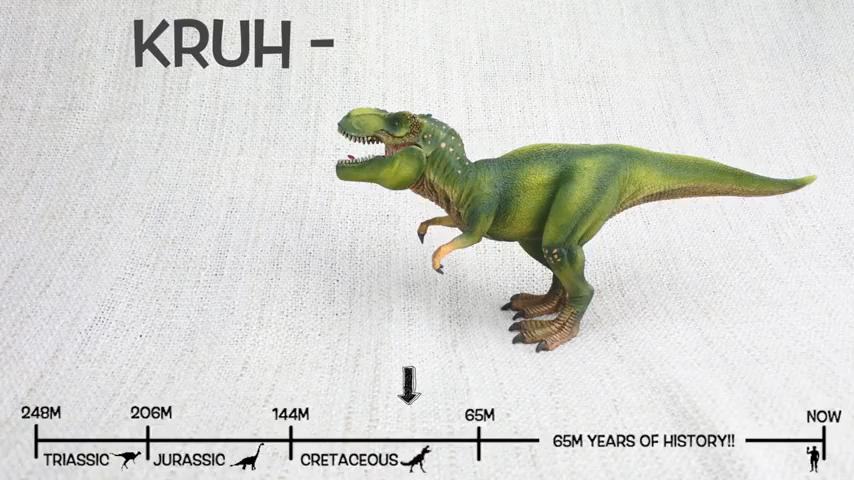 KRUH -
248M 206M 144M 65M NOW
65M YEARS OF HISTORY!!
TRIASSIC JURASSIC CRETACEOUS